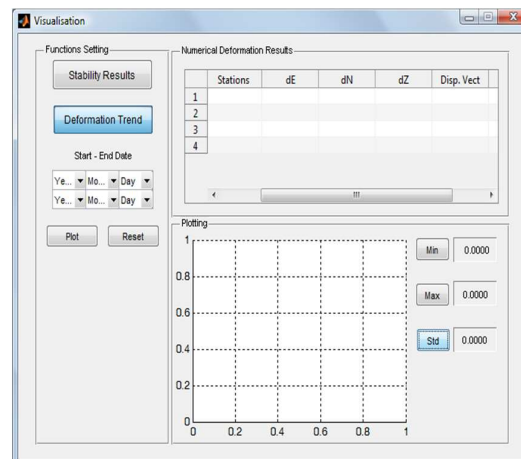 Visualisation
Functions Setting
Stability Results
Deformation Trend
Start - End Date
Ye... Mo... Day
Ye... Mo... Day
Plot Reset
Numerical Deformation Results
Stations dE dN dZ Disp. Vect
1
2
3
4
Plotting
1
0.8
0.6
0.4
0.2
0
0 0.2 0.4 0.6 0.8 1
Min 0.0000
Max 0.0000
Std 0.0000